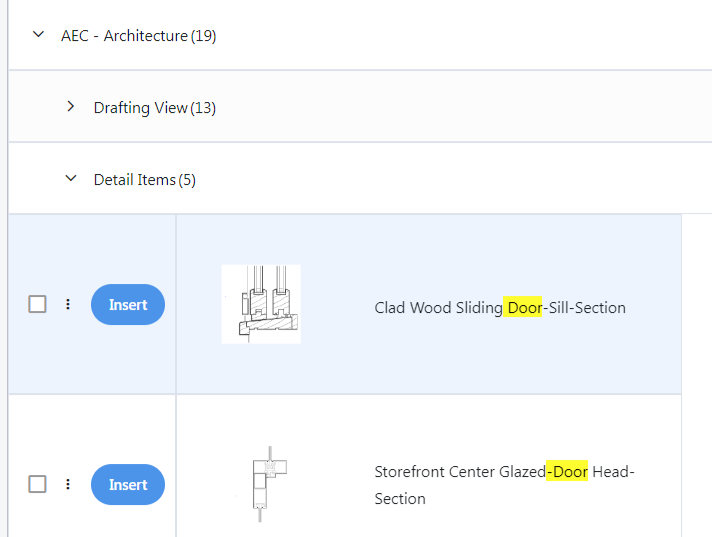 AEC - Architecture (19)
Drafting View (13)
Detail Items (5)
Insert
Clad Wood Sliding Door-Sill-Section
Insert
Storefront Center Glazed-Door Head-
Section